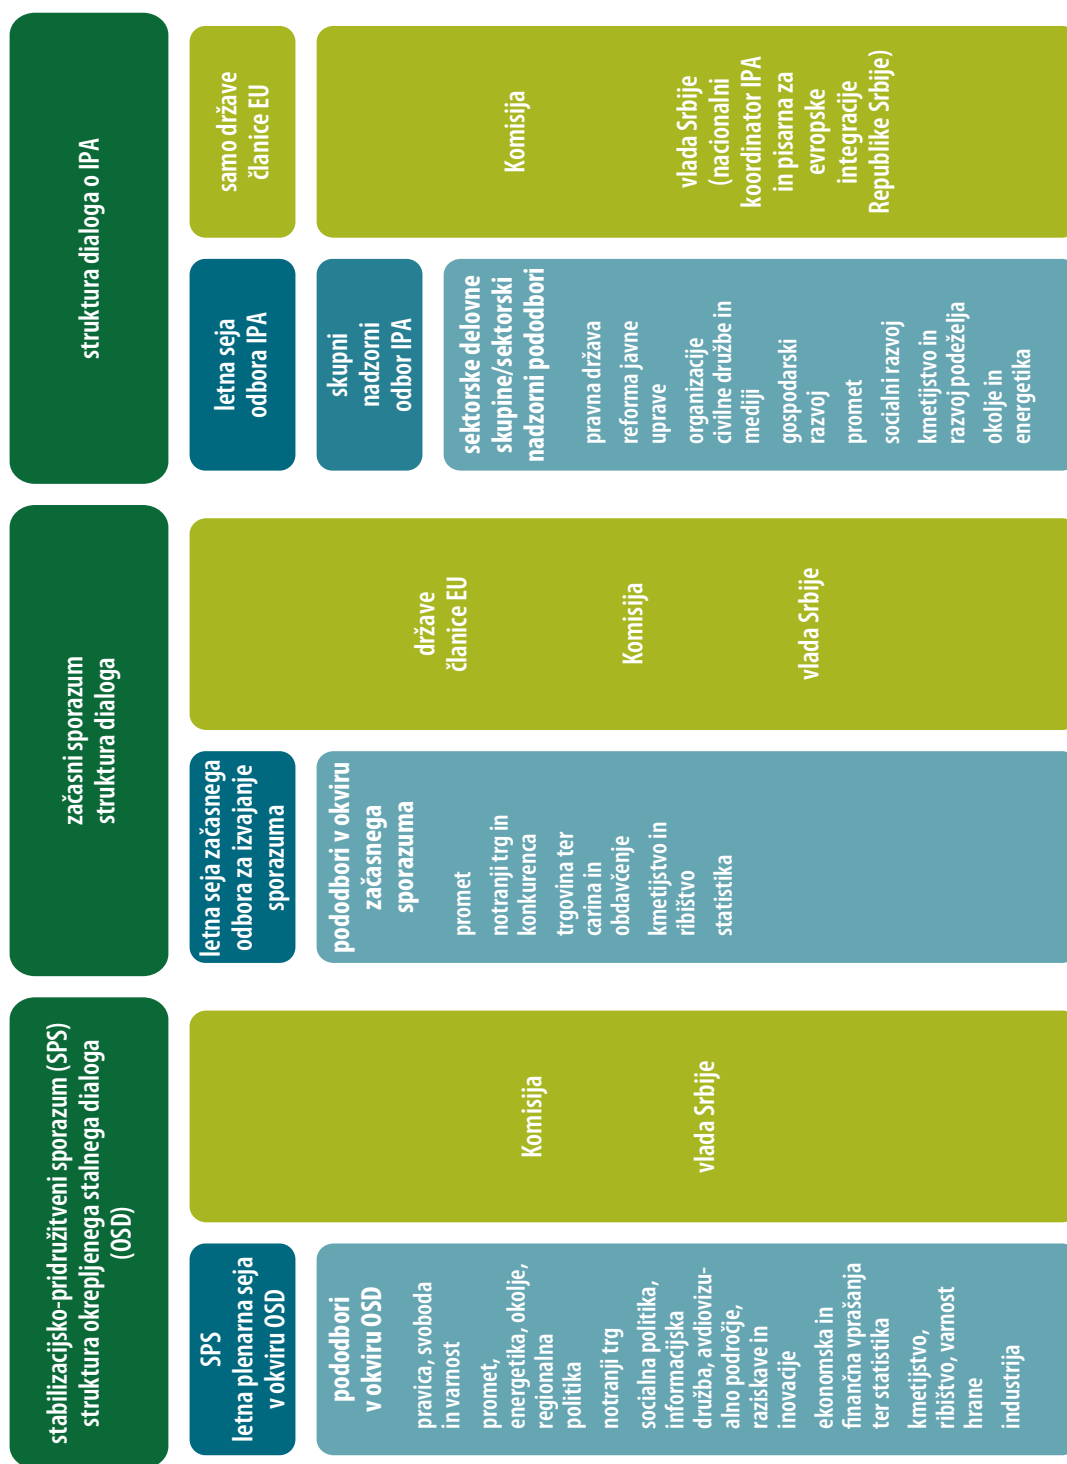 stabilizacijsko-pridružitveni sporazum (SPS)
struktura okrepljenega stalnega dialoga
(OSD)
SPS
letna plenarna seja
v okviru OSD
pododbori
v okviru OSD
pravica, svoboda
in varnost
promet,
energetika, okolje,
regionalna
politika
notranji trg
socialna politika,
informacijska
družba, avdiovizu-
alno področje,
raziskave in
inovacije
ekonomska in
finančna vprašanja
ter statistika
kmetijstvo,
ribištvo, varnost
hrane
industrija
Komisija
vlada Srbije
začasni sporazum
struktura dialoga
letna seja začasnega
odbora za izvajanje
sporazuma
pododbori v okviru
začasnega
sporazuma
promet
notranji trg in
konkurenca
trgovina ter
carina in
obdavčenje
kmetijstvo in
ribištvo
statistika
države
članice EU
Komisija
vlada Srbije
struktura dialoga o IPA
letna seja
odbora IPA
skupni
nadzorni
odbor IPA
sektorske delovne
skupine/sektorski
nadzorni pododbori
pravna država
reforma javne
uprave
organizacije
civilne družbe in
mediji
gospodarski
razvoj
promet
socialni razvoj
kmetijstvo in
razvoj podeželja
okolje in
energetika
samo države
članice EU
Komisija
vlada Srbije
(nacionalni
koordinator IPA
in pisarna za
evropske
integracije
Republike Srbije)